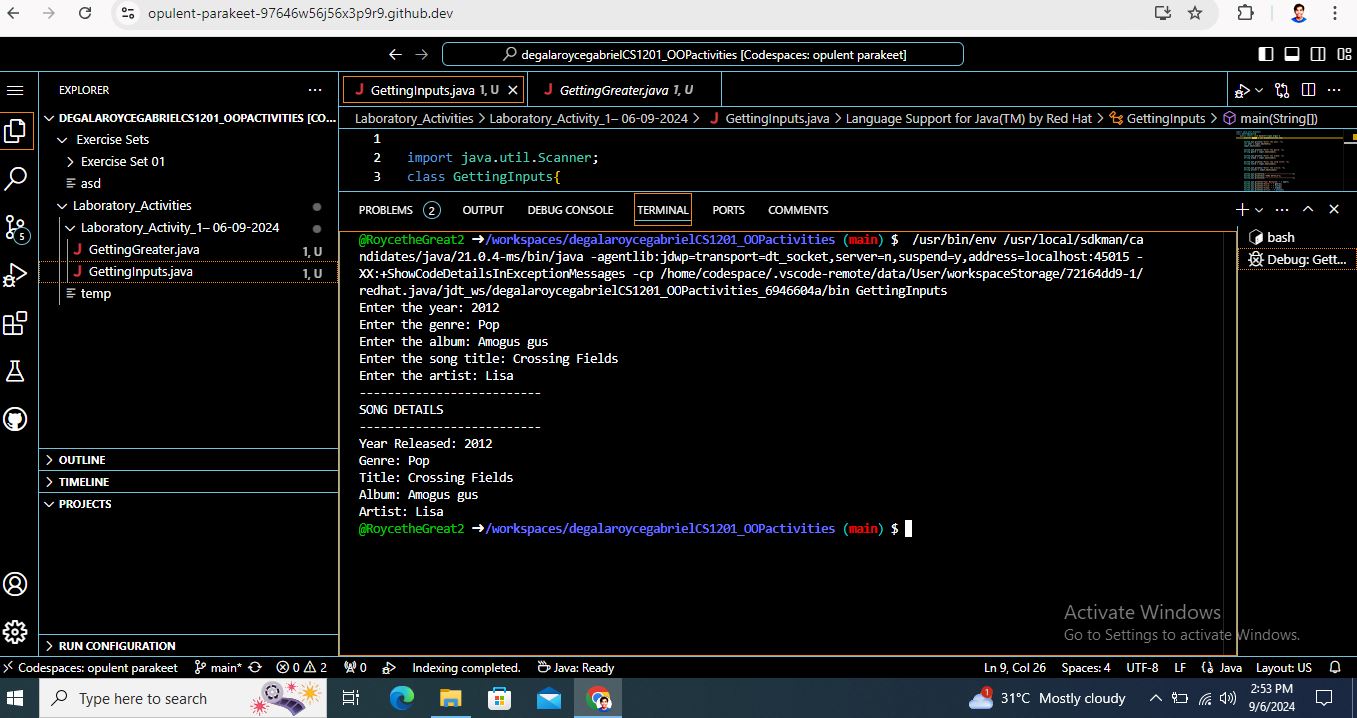 opulent-parakeet-97646w56j56x3p9r9.github.dev
degalaroycegabrielCS1201_OOPactivities [Codespaces: opulent parakeet]
EXPLORER
DEGALAROYCEGABRIELCS1201_OOPACTIVITIES [CO...
Exercise Sets
Exercise Set 01
asd
Laboratory_Activities
Laboratory_Activity_1– 06-09-2024
GettingGreater.java 1, U
GettingInputs.java 1, U
temp
OUTLINE
TIMELINE
PROJECTS
RUN CONFIGURATION
5
GettingInputs.java 1, U
GettingGreater.java 1, U
Laboratory_Activities > Laboratory_Activity_1– 06-09-2024 > GettingInputs.java > Language Support for Java(TM) by Red Hat > GettingInputs > main(String[])
1
2 import java.util.Scanner;
3 class GettingInputs{
PROBLEMS 2 OUTPUT DEBUG CONSOLE TERMINAL PORTS COMMENTS
@RoycetheGreat2 ➜/workspaces/degalaroycegabrielCS1201_OOPactivities (main) $ /usr/bin/env /usr/local/sdkman/ca
ndidates/java/21.0.4-ms/bin/java -agentlib:jdwp=transport=dt_socket,server=n,suspend=y,address=localhost:45015 -
XX:+ShowCodeDetailsInExceptionMessages -cp /home/codespace/.vscode-remote/data/User/workspaceStorage/72164dd9-1/
redhat.java/jdt_ws/degalaroycegabrielCS1201_OOPactivities_6946604a/bin GettingInputs
Enter the year: 2012
Enter the genre: Pop
Enter the album: Amogus gus
Enter the song title: Crossing Fields
Enter the artist: Lisa
--------------------------
SONG DETAILS
--------------------------
Year Released: 2012
Genre: Pop
Title: Crossing Fields
Album: Amogus gus
Artist: Lisa
@RoycetheGreat2 ➜/workspaces/degalaroycegabrielCS1201_OOPactivities (main) $
bash
Debug: Gett...
Activate Windows
Go to Settings to activate Windows.
Codespaces: opulent parakeet main* 0 2 0 Indexing completed. Java: Ready Ln 9, Col 26 Spaces: 4 UTF-8 LF Java Layout: US
Type here to search
1 31°C Mostly cloudy
2:53 PM
9/6/2024